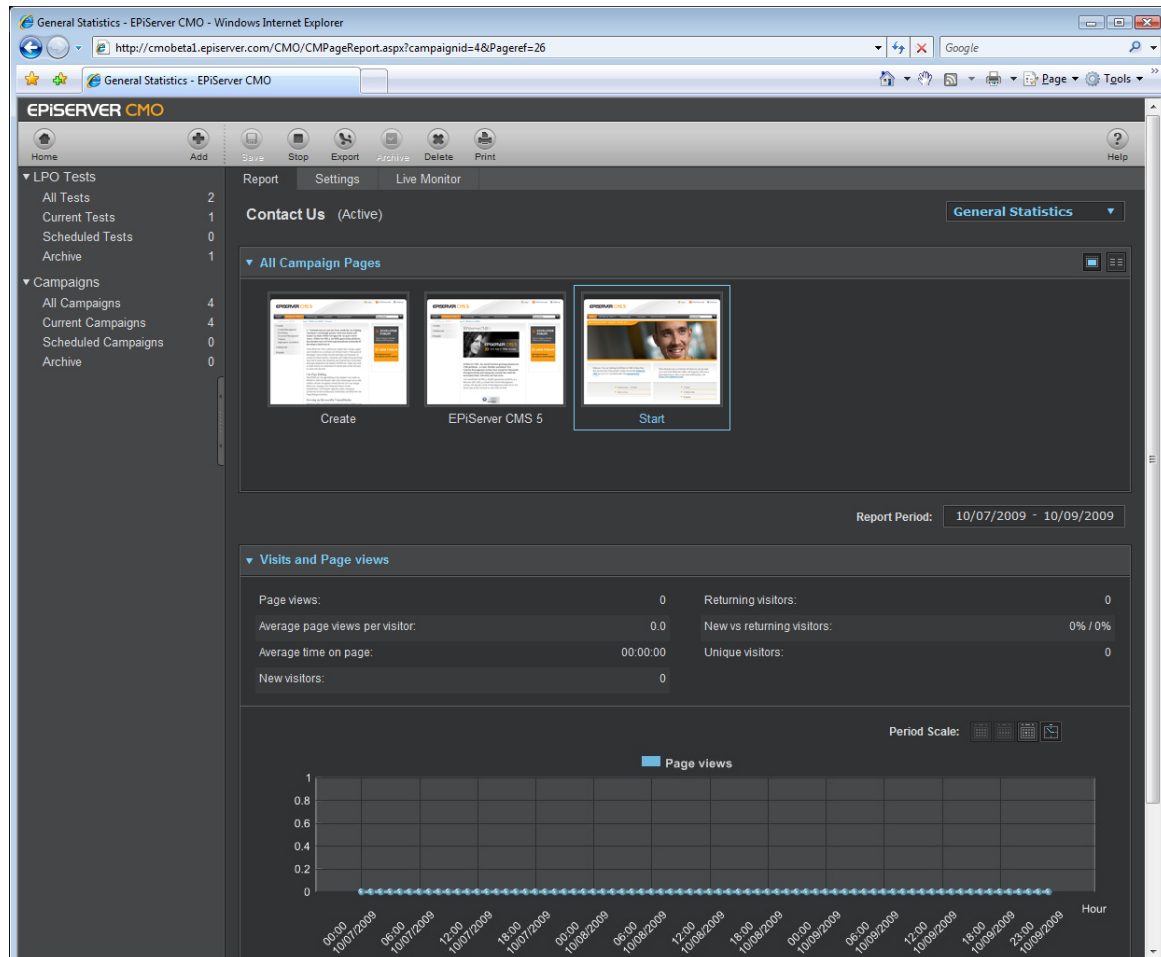 General Statistics - EPiServer CMO - Windows Internet Explorer
http://cmobeta1.episerver.com/CMO/CMPageReport.aspx?campaignid=4&Pageref=26
Google
General Statistics - EPiServer CMO
Page
Tools
EPiSERVER CMO
Home
Add
Save
Stop
Export
Archive
Delete
Print
Help
LPO Tests
All Tests 2
Current Tests 1
Scheduled Tests 0
Archive 1
Campaigns
All Campaigns 4
Current Campaigns 4
Scheduled Campaigns 0
Archive 0
Report Settings Live Monitor
Contact Us (Active)
General Statistics
All Campaign Pages
Create
EPiServer CMS 5
Start
Report Period: 10/07/2009 - 10/09/2009
Visits and Page views
Page views: 0
Returning visitors: 0
Average page views per visitor: 0.0
New vs returning visitors: 0% / 0%
Average time on page: 00:00:00
Unique visitors: 0
New visitors: 0
Period Scale:
Page views
1
0.8
0.6
0.4
0.2
0
00:00 10/07/2009
06:00 10/07/2009
12:00 10/07/2009
18:00 10/07/2009
00:00 10/08/2009
06:00 10/08/2009
12:00 10/08/2009
18:00 10/08/2009
00:00 10/09/2009
06:00 10/09/2009
12:00 10/09/2009
18:00 10/09/2009
23:00 10/09/2009
Hour